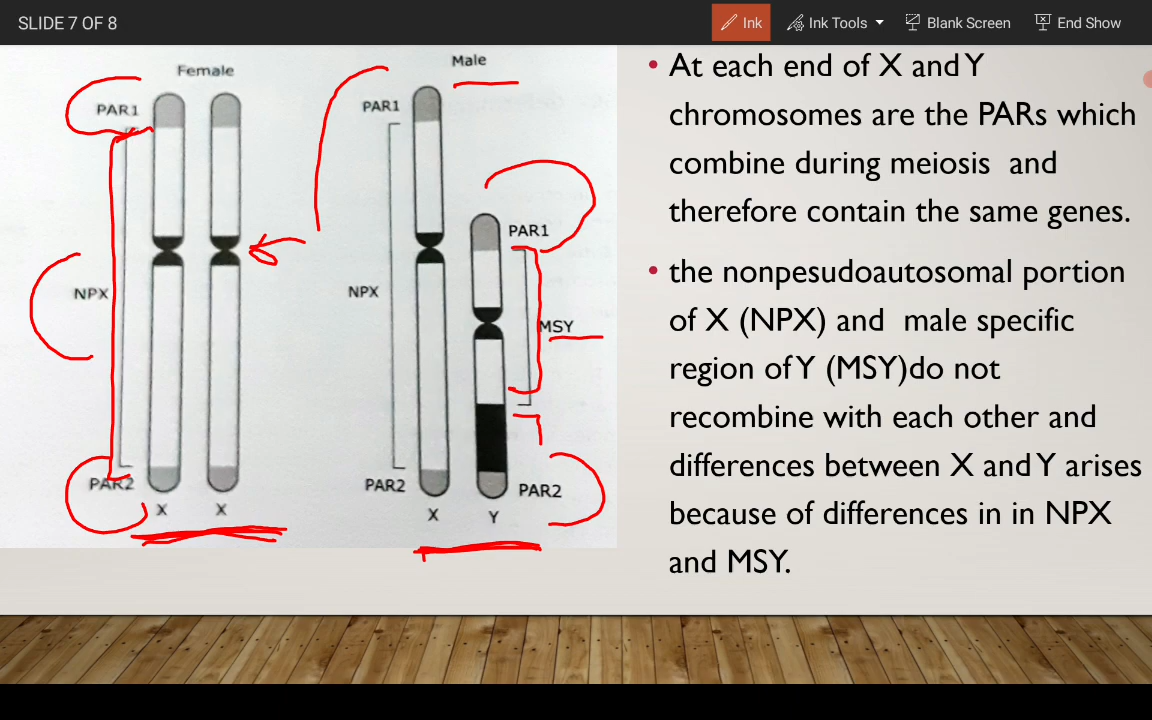 SLIDE 7 OF 8
Ink
Ink Tools
Blank Screen
End Show
Female
PAR1
NPX
PAR2
X
X
Male
PAR1
NPX
PAR2
X
PAR1
MSY
PAR2
Y
• At each end of X and Y
chromosomes are the PARs which
combine during meiosis and
therefore contain the same genes.
• the nonpesudoautosomal portion
of X (NPX) and male specific
region of Y (MSY)do not
recombine with each other and
differences between X and Y arises
because of differences in in NPX
and MSY.